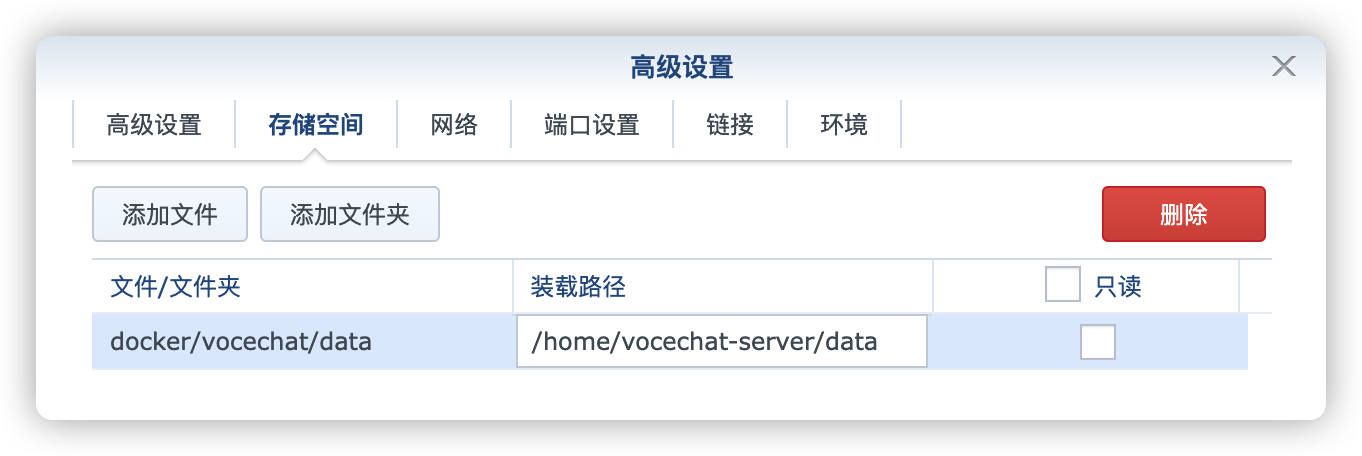 高级设置
高级设置 存储空间 网络 端口设置 链接 环境
添加文件 添加文件夹 删除
文件/文件夹 装载路径 只读
docker/vocechat/data /home/vocechat-server/data